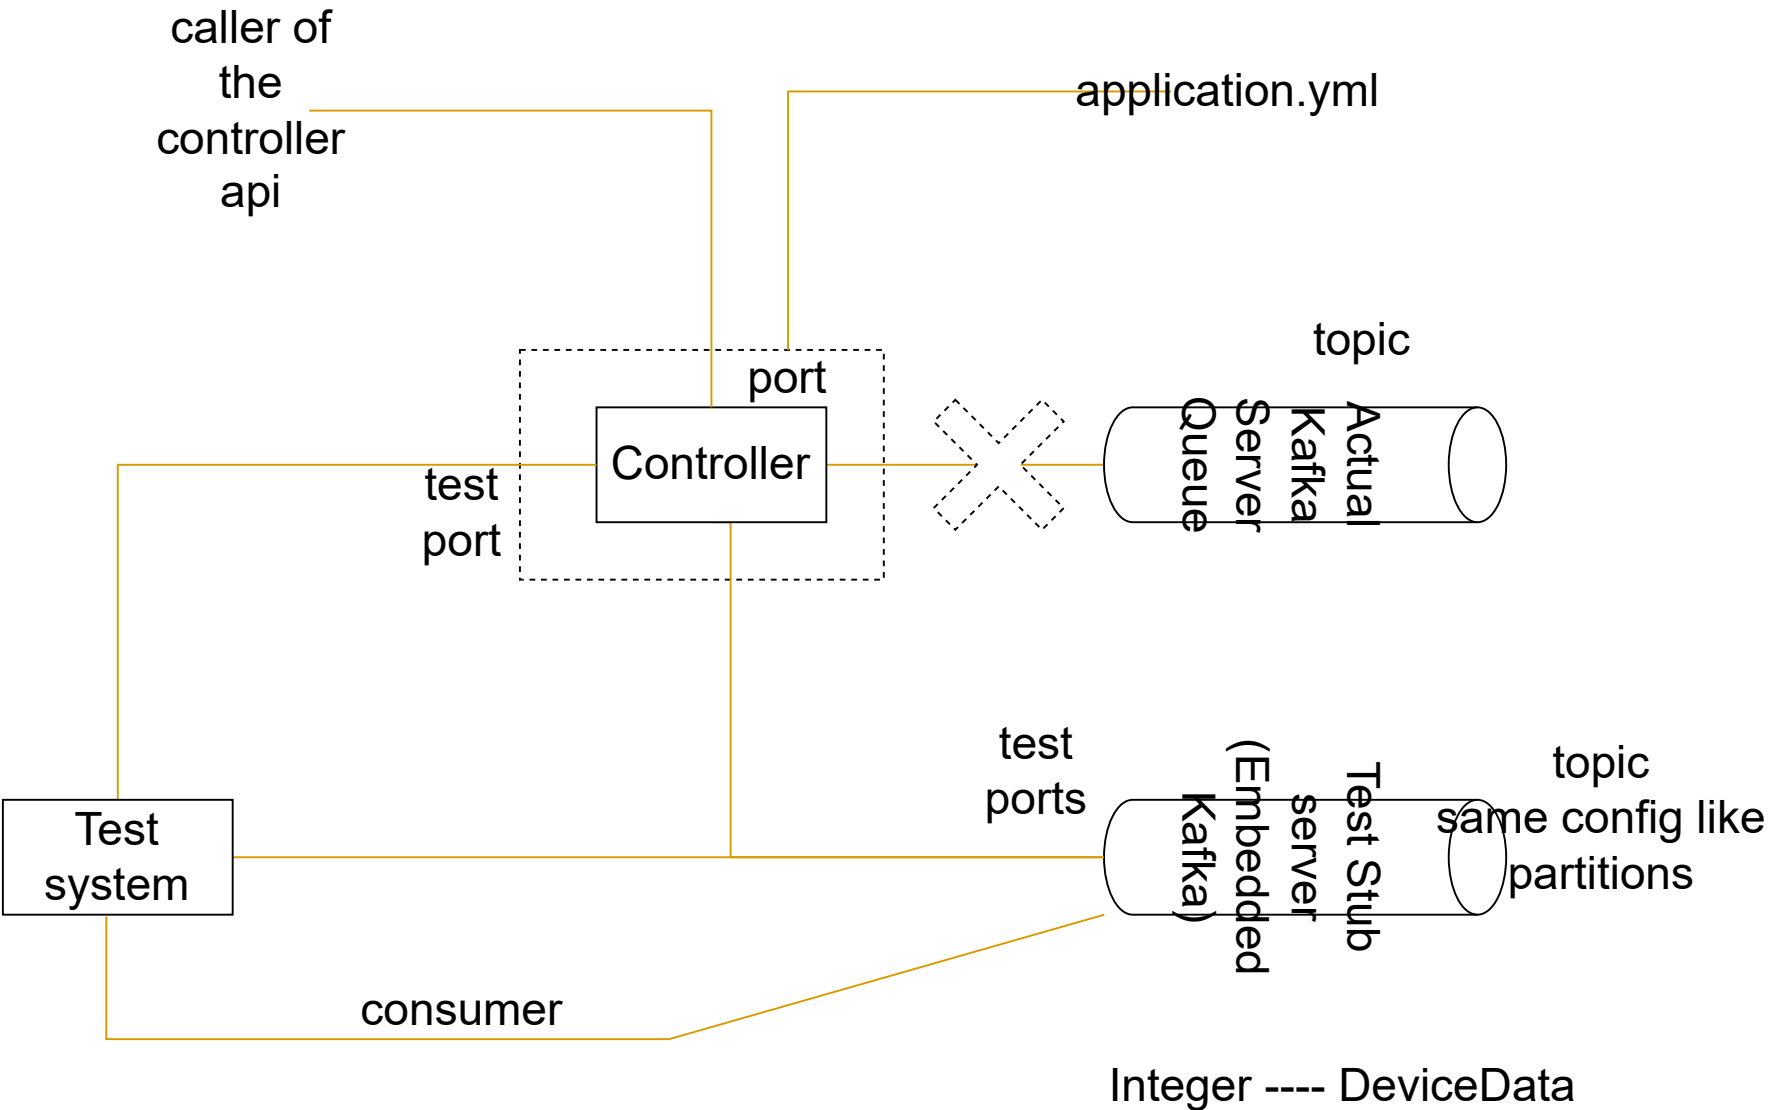 caller of
the
controller
api
application.yml
topic
port
Controller
test
port
Actual
Kafka
Server
Queue
test
ports
topic
same config like
partitions
Test
system
Test Stub
server
(Embedded
Kafka)
consumer
Integer ---- DeviceData